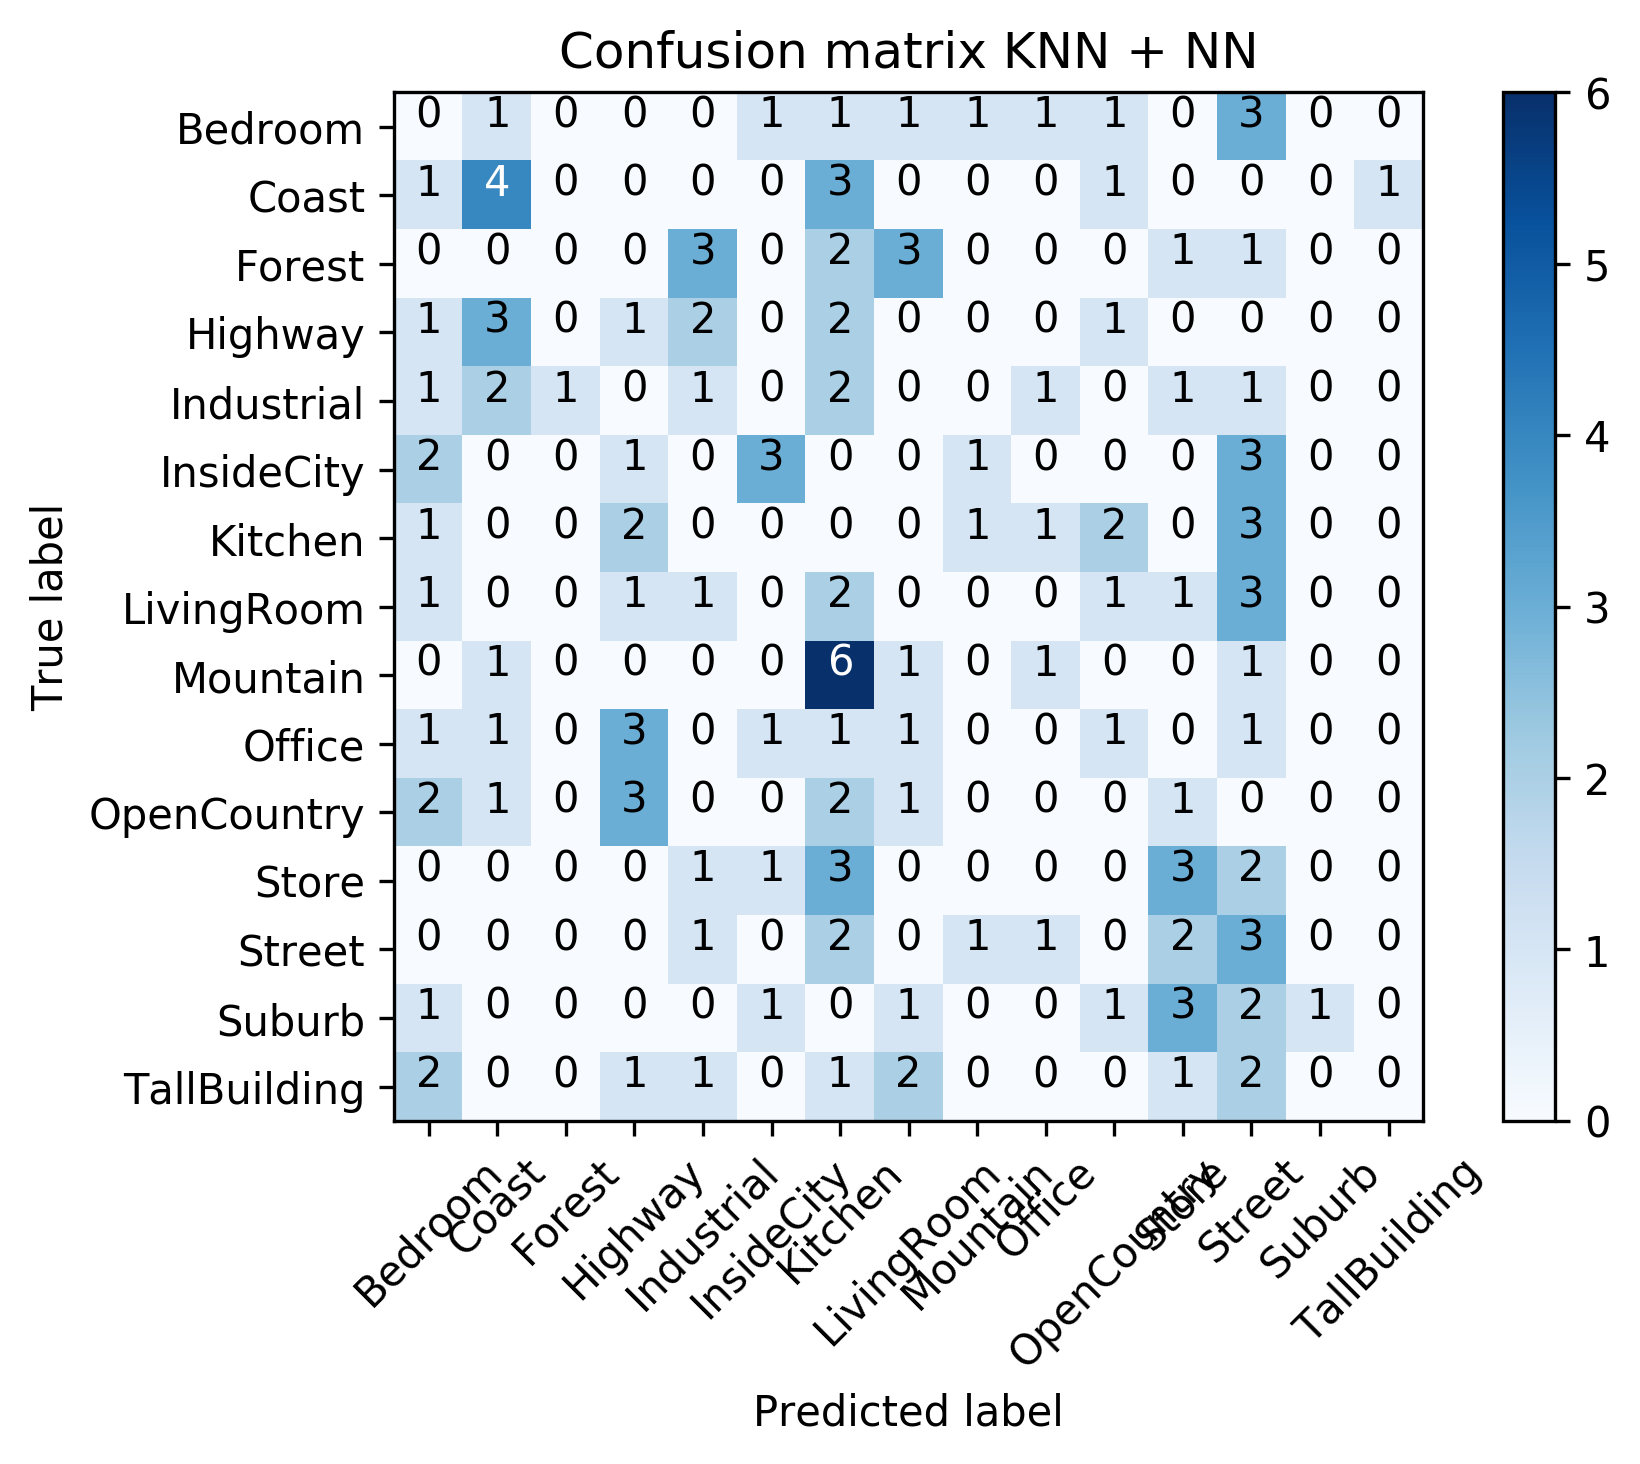 Confusion matrix KNN + NN
Bedroom 0 1 0 0 0 1 1 1 1 1 1 0 3 0 0
Coast 1 4 0 0 0 0 3 0 0 0 1 0 0 0 1
Forest 0 0 0 0 3 0 2 3 0 0 0 1 1 0 0
Highway 1 3 0 1 2 0 2 0 0 0 1 0 0 0 0
Industrial 1 2 1 0 1 0 2 0 0 1 0 1 1 0 0
InsideCity 2 0 0 1 0 3 0 0 1 0 0 0 3 0 0
Kitchen 1 0 0 2 0 0 0 0 1 1 2 0 3 0 0
LivingRoom 1 0 0 1 1 0 2 0 0 0 1 1 3 0 0
Mountain 0 1 0 0 0 0 6 1 0 1 0 0 1 0 0
Office 1 1 0 3 0 1 1 1 0 0 1 0 1 0 0
OpenCountry 2 1 0 3 0 0 2 1 0 0 0 1 0 0 0
Store 0 0 0 0 1 1 3 0 0 0 0 3 2 0 0
Street 0 0 0 0 1 0 2 0 1 1 0 2 3 0 0
Suburb 1 0 0 0 0 1 0 1 0 0 1 3 2 1 0
TallBuilding 2 0 0 1 1 0 1 2 0 0 0 1 2 0 0
True label
Bedroom
Coast
Forest
Highway
Industrial
InsideCity
Kitchen
LivingRoom
Mountain
Office
OpenCountry
Store
Street
Suburb
TallBuilding
Predicted label
6
5
4
3
2
1
0